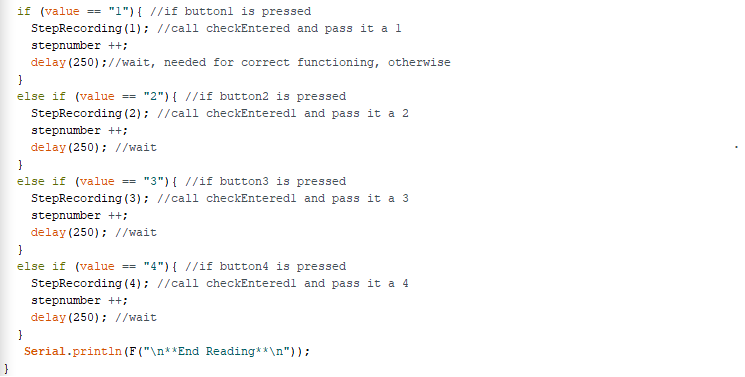 if (value == "1"){ //if button1 is pressed
StepRecording(1); //call checkEntered and pass it a 1
stepnumber ++;
delay(250);//wait, needed for correct functioning, otherwise
}
else if (value == "2"){ //if button2 is pressed
StepRecording(2); //call checkEntered1 and pass it a 2
stepnumber ++;
delay(250); //wait
}
else if (value == "3"){ //if button3 is pressed
StepRecording(3); //call checkEntered1 and pass it a 3
stepnumber ++;
delay(250); //wait
}
else if (value == "4"){ //if button4 is pressed
StepRecording(4); //call checkEntered1 and pass it a 4
stepnumber ++;
delay(250); //wait
}
Serial.println(F("\n**End Reading**\n"));
}